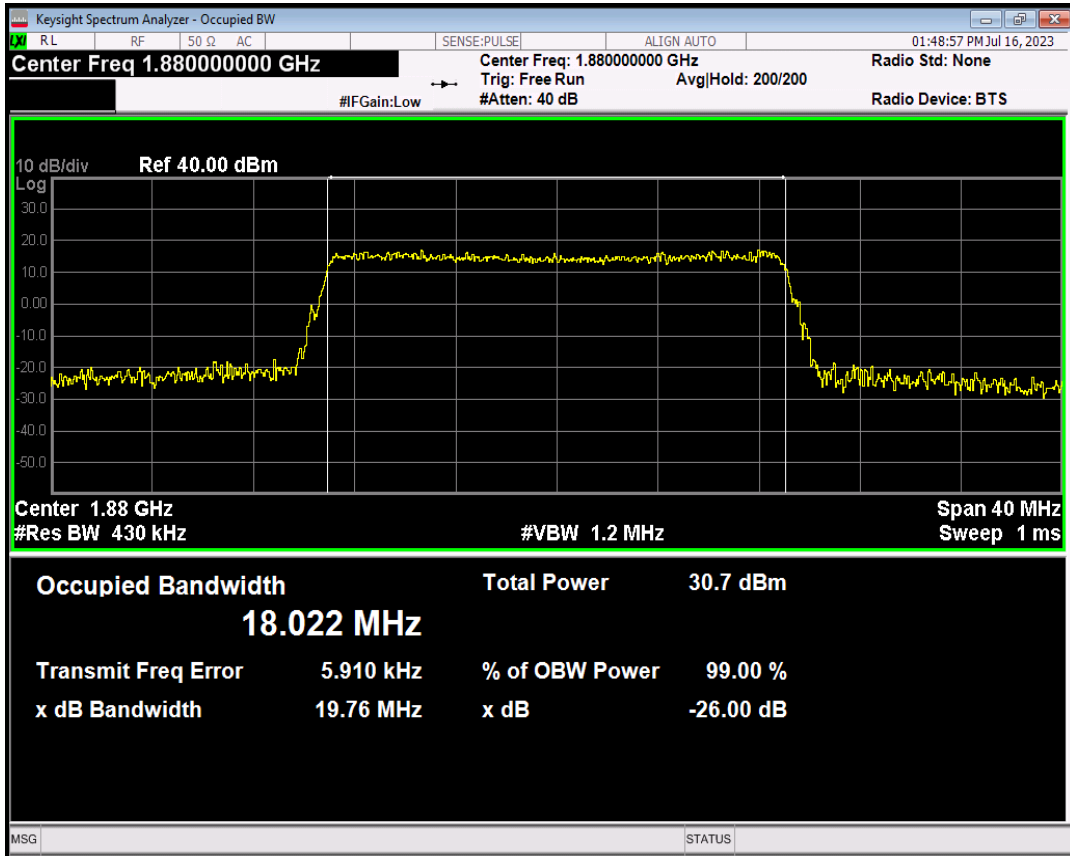 Keysight Spectrum Analyzer - Occupied BW
LXI RL RF 50 Ω AC SENSE:PULSE ALIGN AUTO 01:48:57 PM Jul 16, 2023
Center Freq 1.880000000 GHz Center Freq: 1.880000000 GHz Radio Std: None
Trig: Free Run Avg|Hold: 200/200
#IFGain:Low #Atten: 40 dB Radio Device: BTS
10 dB/div Ref 40.00 dBm
Log
30.0
20.0
10.0
0.00
-10.0
-20.0
-30.0
-40.0
-50.0
Center 1.88 GHz Span 40 MHz
#Res BW 430 kHz #VBW 1.2 MHz Sweep 1 ms
Occupied Bandwidth Total Power 30.7 dBm
18.022 MHz
Transmit Freq Error 5.910 kHz % of OBW Power 99.00 %
x dB Bandwidth 19.76 MHz x dB -26.00 dB
MSG STATUS